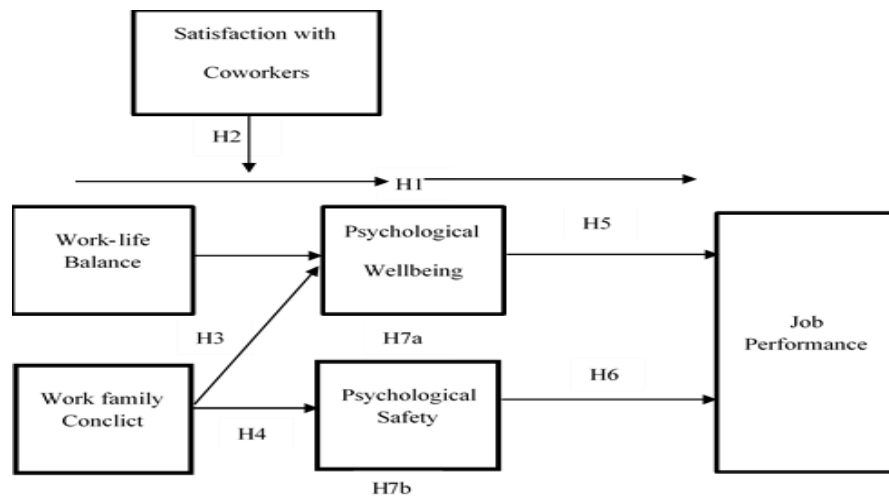 Satisfaction with
Coworkers
H2
H1
Work-life
Balance
Psychological
Wellbeing
H5
Job
Performance
H3
H7a
Work family
Conclict
H4
Psychological
Safety
H6
H7b